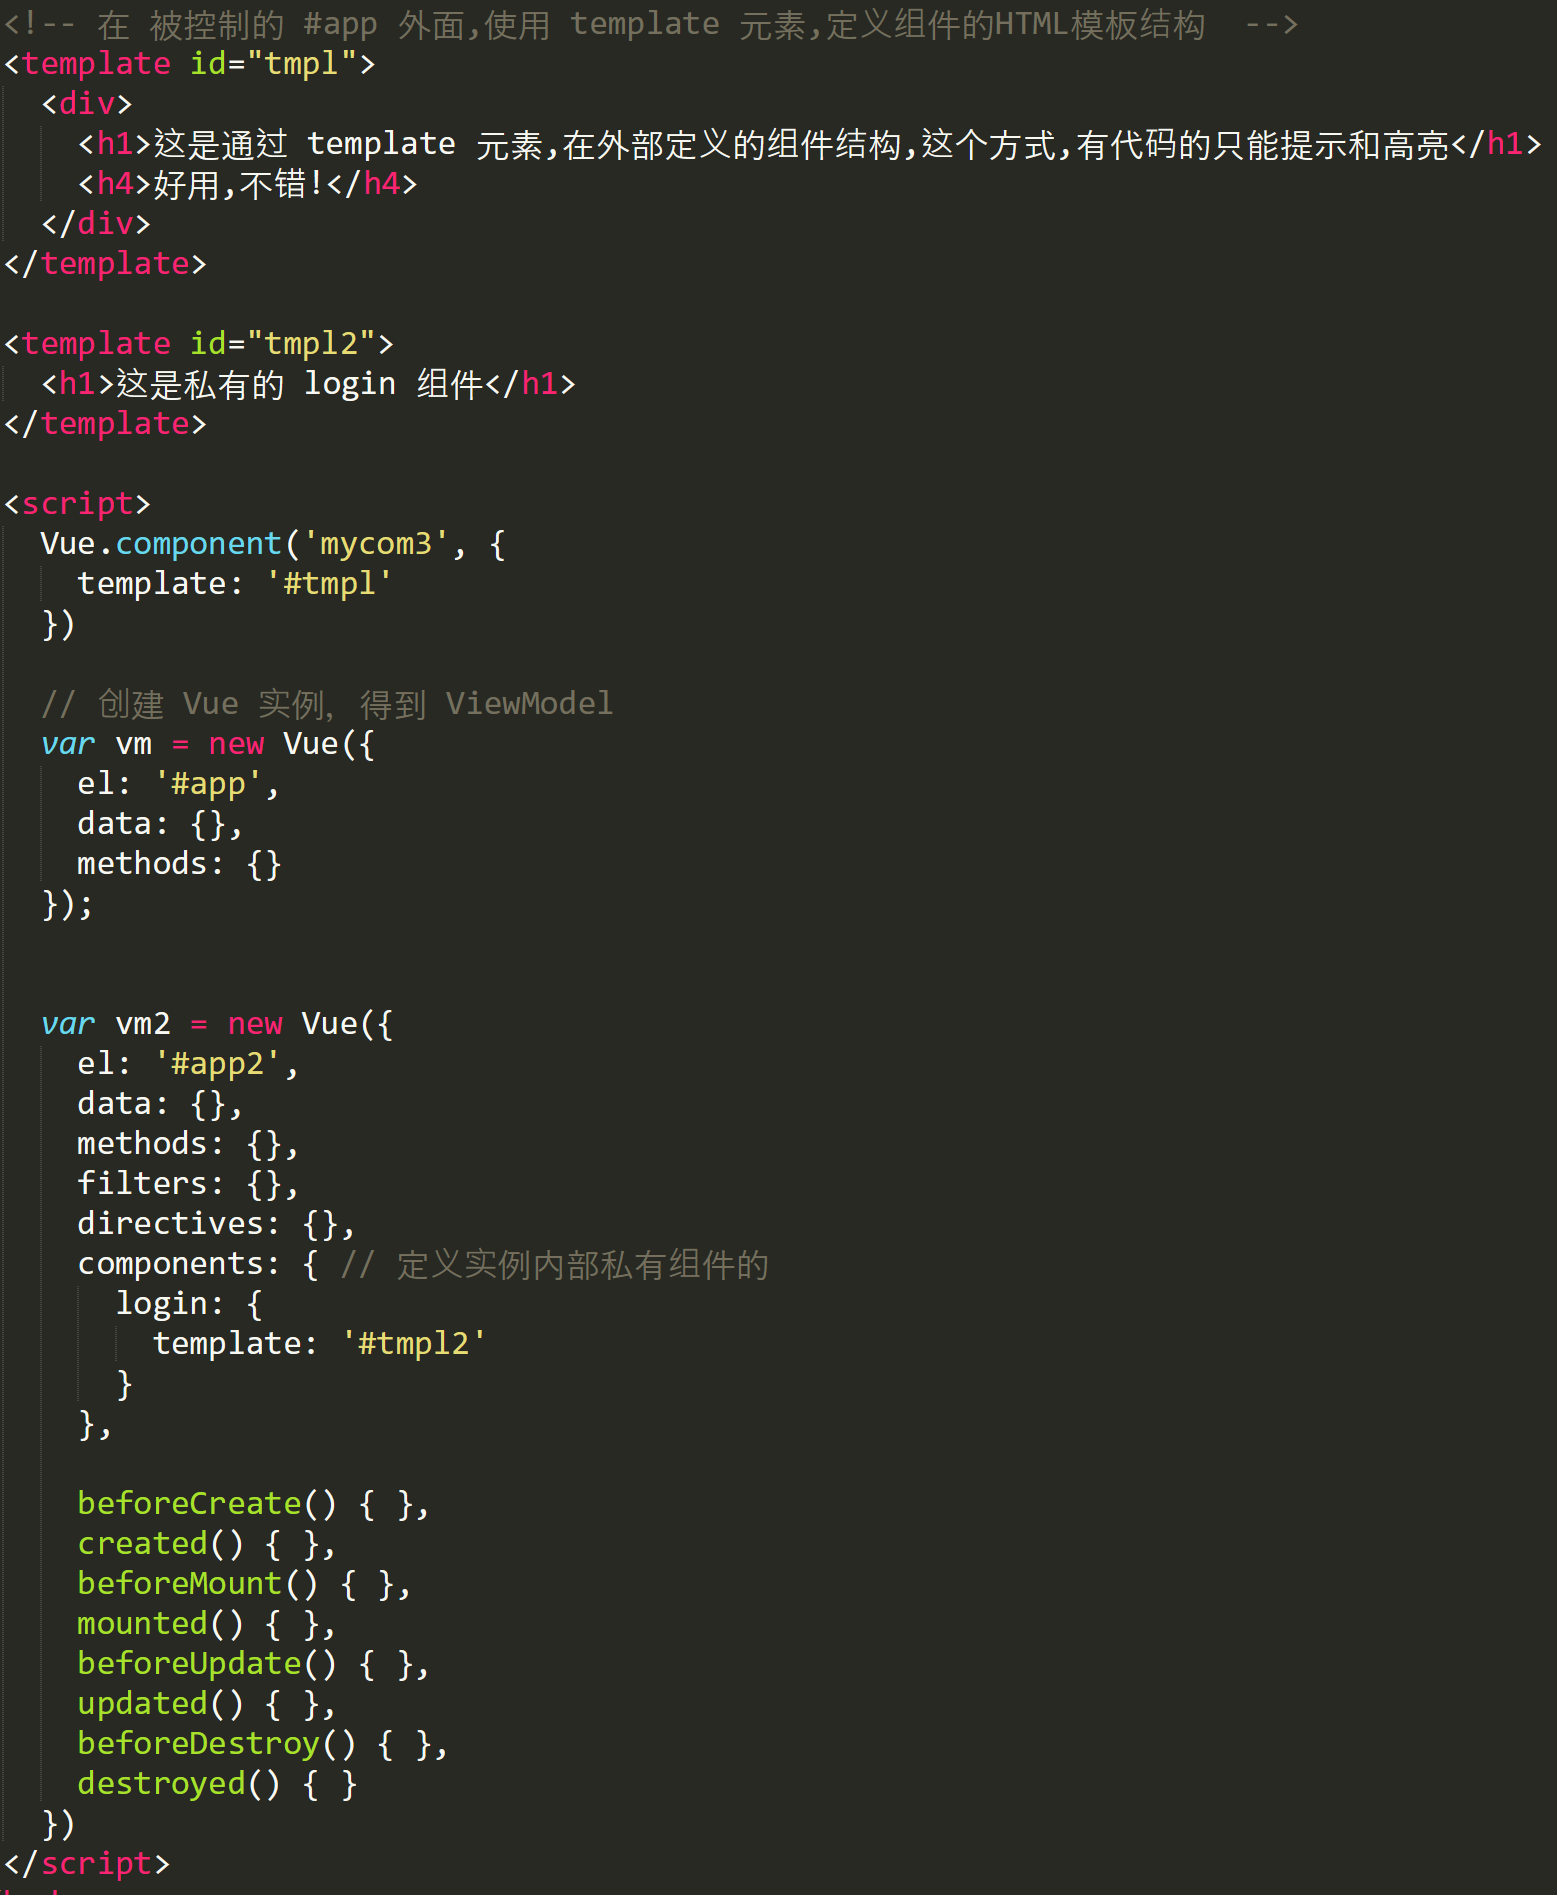 <!-- 在 被控制的 #app 外面,使用 template 元素,定义组件的HTML模板结构  -->
<template id="tmpl">
<div>
<h1>这是通过 template 元素,在外部定义的组件结构,这个方式,有代码的只能提示和高亮</h1>
<h4>好用,不错!</h4>
</div>
</template>
<template id="tmpl2">
<h1>这是私有的 login 组件</h1>
</template>
<script>
Vue.component('mycom3', {
template: '#tmpl'
})
// 创建 Vue 实例，得到 ViewModel
var vm = new Vue({
el: '#app',
data: {},
methods: {}
});
var vm2 = new Vue({
el: '#app2',
data: {},
methods: {},
filters: {},
directives: {},
components: { // 定义实例内部私有组件的
login: {
template: '#tmpl2'
}
},
beforeCreate() { },
created() { },
beforeMount() { },
mounted() { },
beforeUpdate() { },
updated() { },
beforeDestroy() { },
destroyed() { }
})
</script>